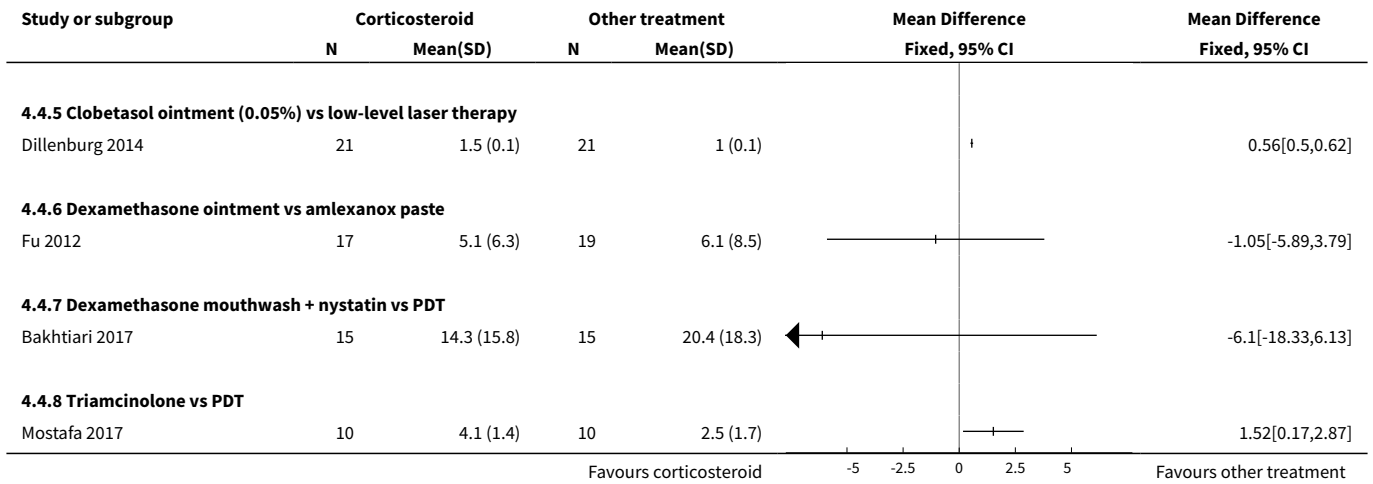 Study or subgroup Corticosteroid Other treatment Mean Difference Mean Difference
N Mean(SD) N Mean(SD) Fixed, 95% CI Fixed, 95% CI
4.4.5 Clobetasol ointment (0.05%) vs low-level laser therapy
Dillenburg 2014 21 1.5 (0.1) 21 1 (0.1) 0.56[0.5,0.62]
4.4.6 Dexamethasone ointment vs amlexanox paste
Fu 2012 17 5.1 (6.3) 19 6.1 (8.5) -1.05[-5.89,3.79]
4.4.7 Dexamethasone mouthwash + nystatin vs PDT
Bakhtiari 2017 15 14.3 (15.8) 15 20.4 (18.3) -6.1[-18.33,6.13]
4.4.8 Triamcinolone vs PDT
Mostafa 2017 10 4.1 (1.4) 10 2.5 (1.7) 1.52[0.17,2.87]
Favours corticosteroid -5 -2.5 0 2.5 5 Favours other treatment